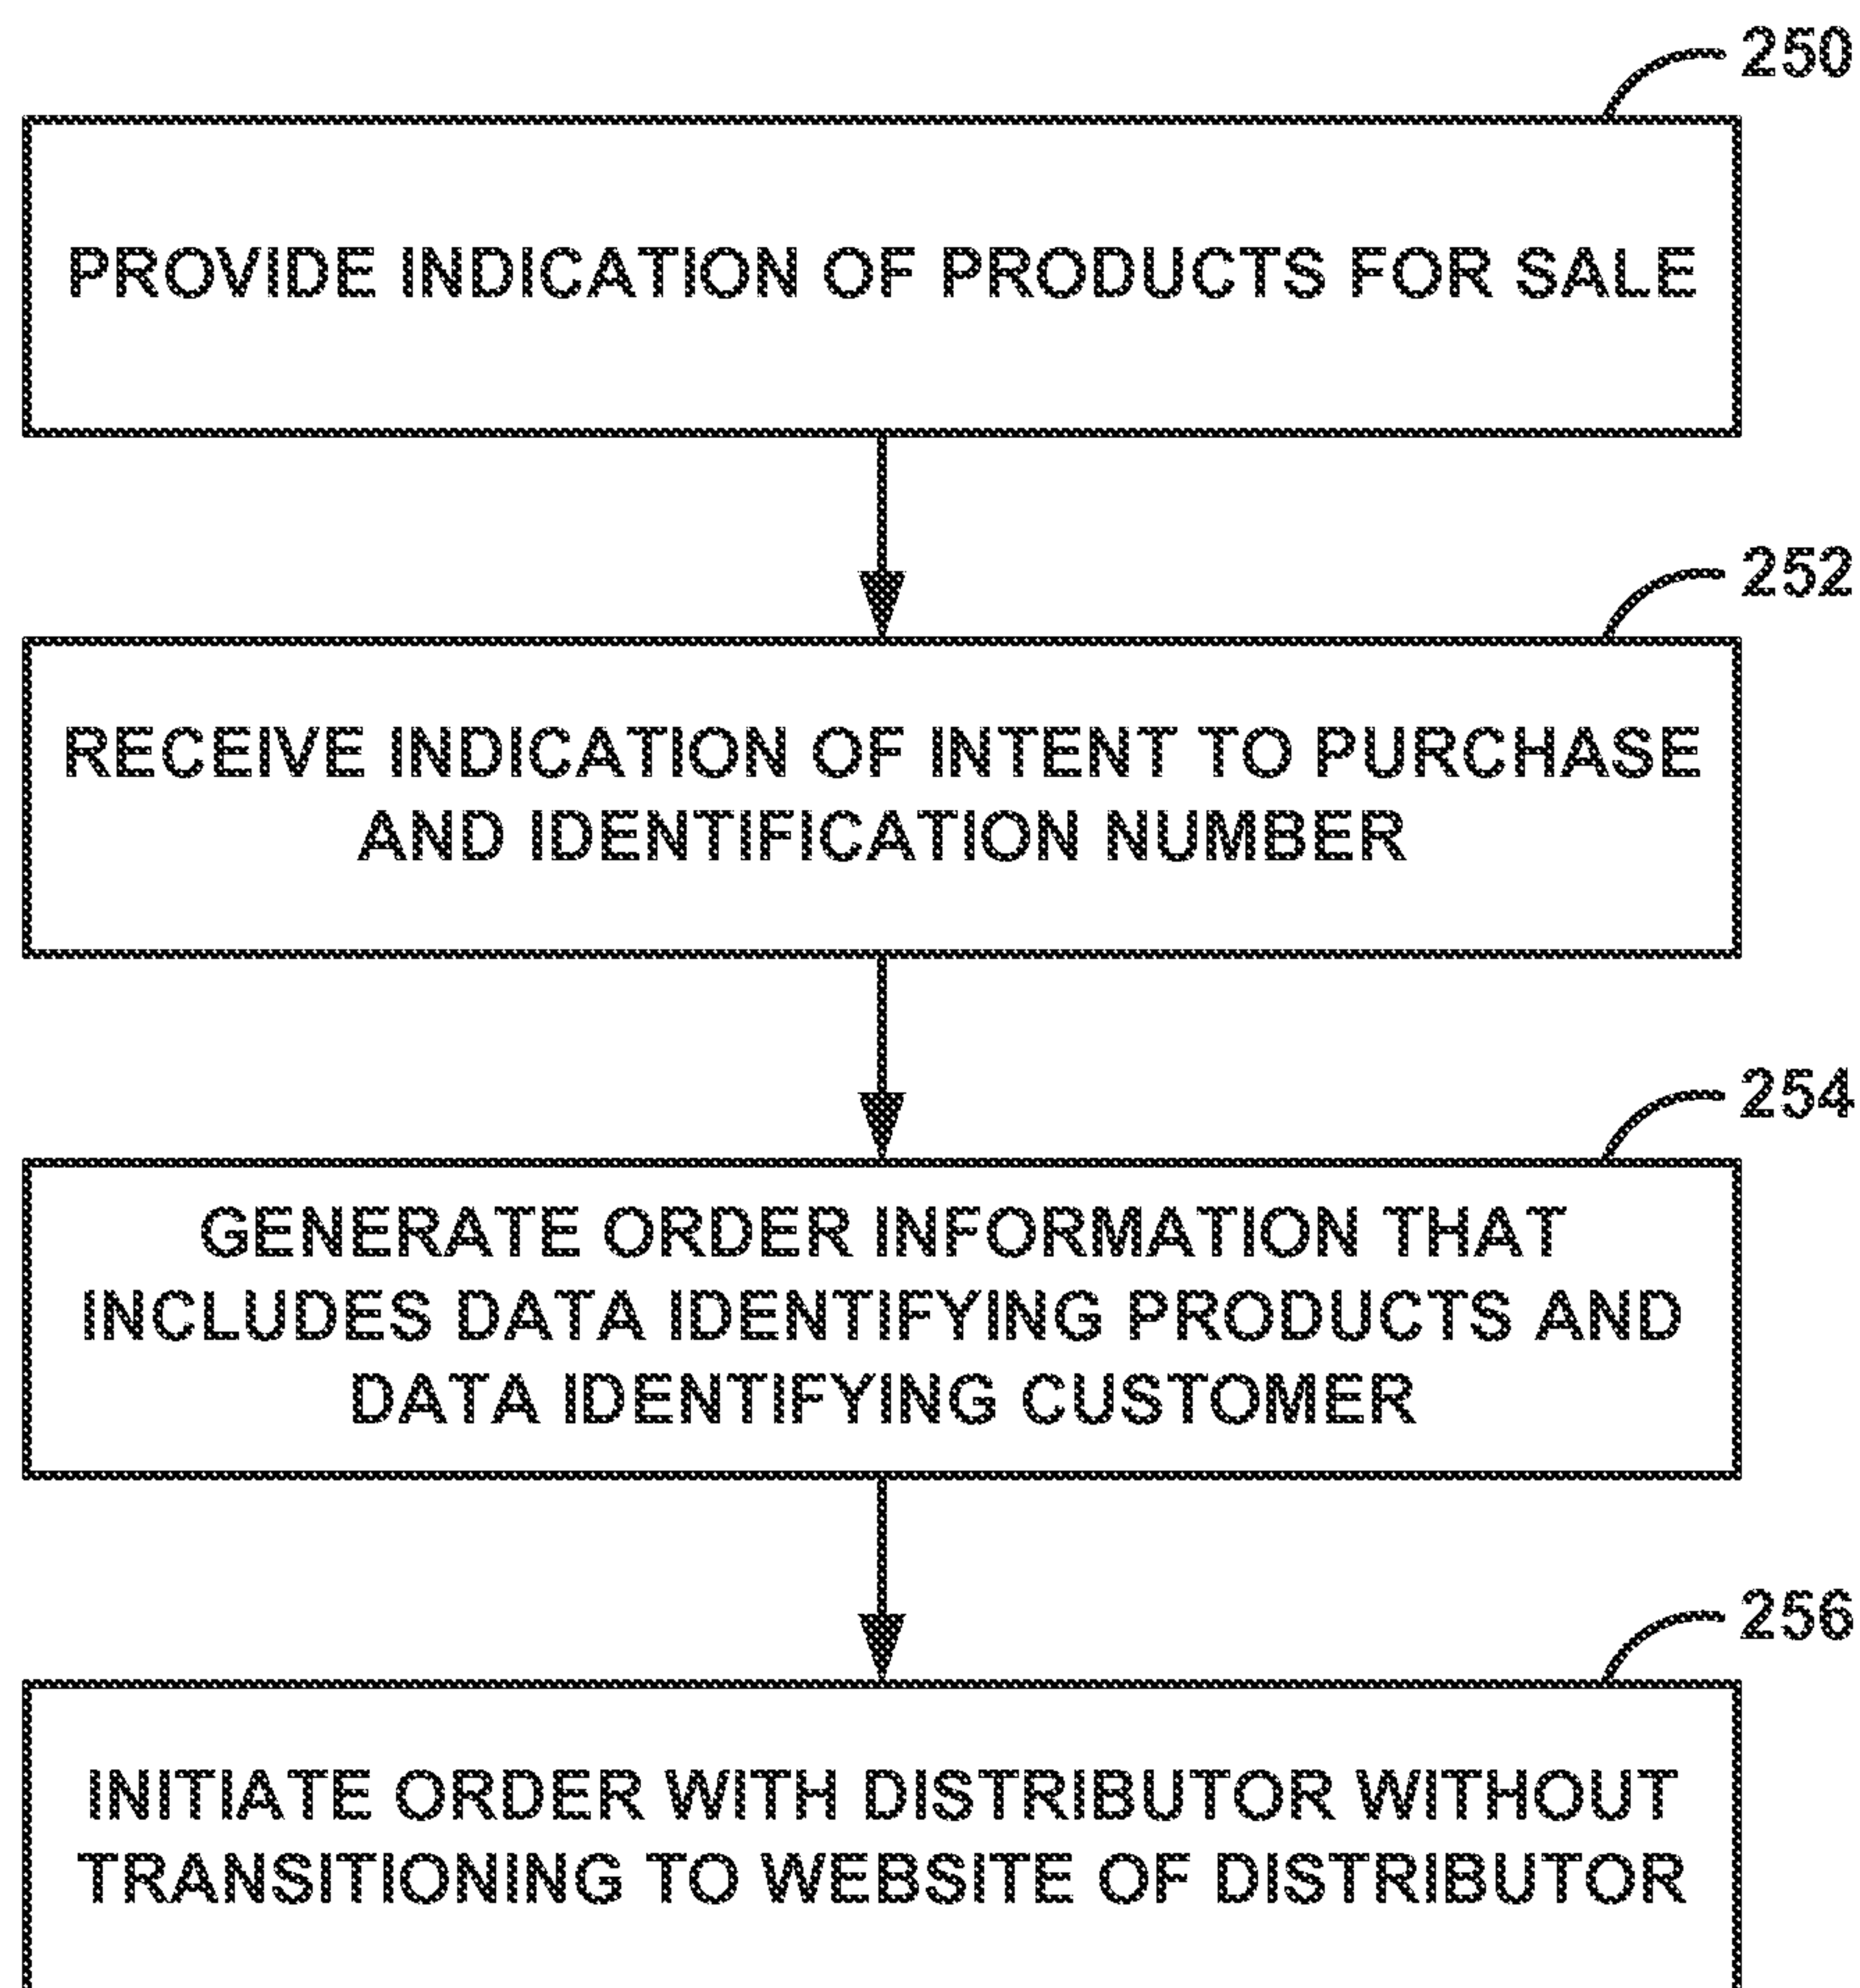 250
PROVIDE INDICATION OF PRODUCTS FOR SALE
252
RECEIVE INDICATION OF INTENT TO PURCHASE
AND IDENTIFICATION NUMBER
254
GENERATE ORDER INFORMATION THAT
INCLUDES DATA IDENTIFYING PRODUCTS AND
DATA IDENTIFYING CUSTOMER
256
INITIATE ORDER WITH DISTRIBUTOR WITHOUT
TRANSITIONING TO WEBSITE OF DISTRIBUTOR